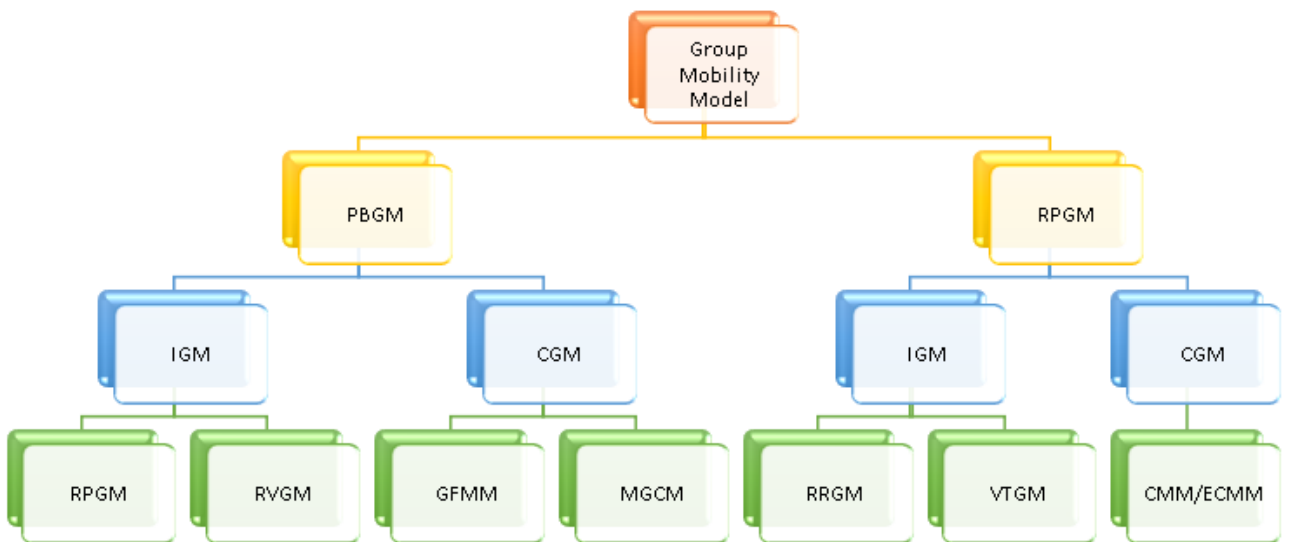 Group
Mobility
Model
PBGM
RPGM
IGM
CGM
IGM
CGM
RPGM
RVGM
GFMM
MGCM
RRGM
VTGM
CMM/ECMM